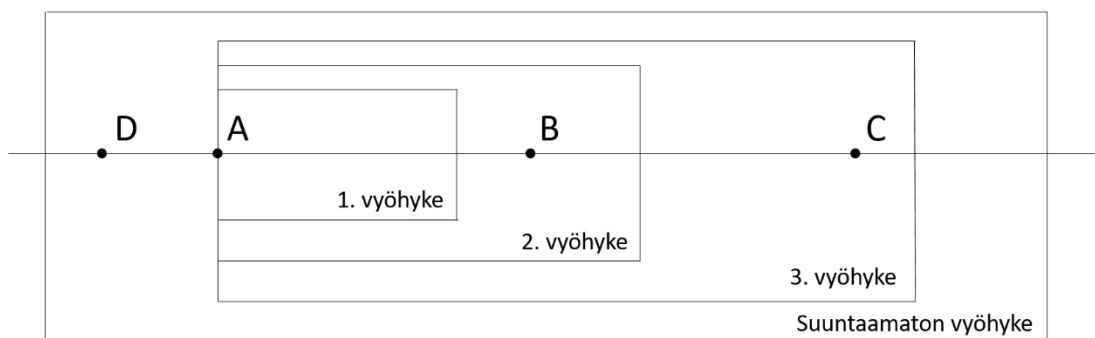 D
A
B
C
1. vyöhyke
2. vyöhyke
3. vyöhyke
Suuntaamaton vyöhyke